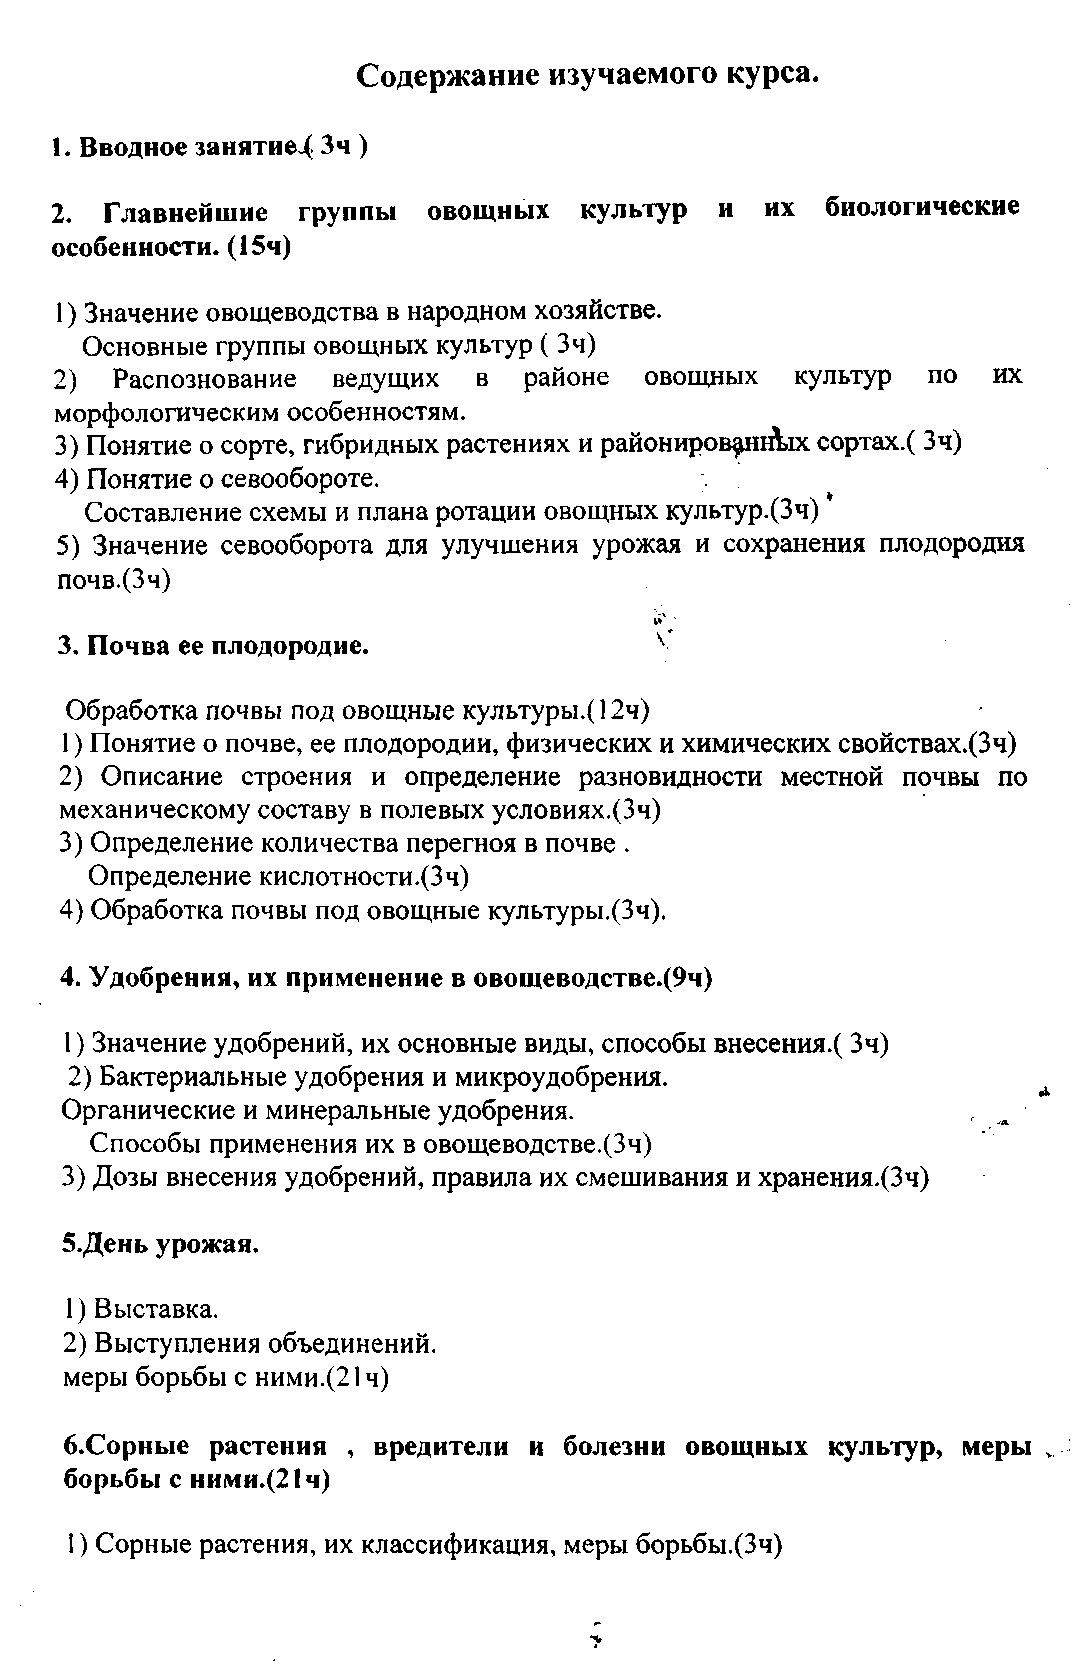 Содержание изучаемого курса.
1. Вводное занятие.( 3ч )
2. Главнейшие группы овощных культур и их биологические
особенности. (15ч)
1) Значение овощеводства в народном хозяйстве.
Основные группы овощных культур ( 3ч)
2) Распознование ведущих в районе овощных культур по их
морфологическим особенностям.
3) Понятие о сорте, гибридных растениях и районированных сортах.( 3ч)
4) Понятие о севообороте.
Составление схемы и плана ротации овощных культур.(3ч)
5) Значение севооборота для улучшения урожая и сохранения плодородия
почв.(3ч)
3. Почва ее плодородие.
Обработка почвы под овощные культуры.(12ч)
1) Понятие о почве, ее плодородии, физических и химических свойствах.(3ч)
2) Описание строения и определение разновидности местной почвы по
механическому составу в полевых условиях.(3ч)
3) Определение количества перегноя в почве .
Определение кислотности.(3ч)
4) Обработка почвы под овощные культуры.(3ч).
4. Удобрения, их применение в овощеводстве.(9ч)
1) Значение удобрений, их основные виды, способы внесения.( 3ч)
2) Бактериальные удобрения и микроудобрения.
Органические и минеральные удобрения.
Способы применения их в овощеводстве.(3ч)
3) Дозы внесения удобрений, правила их смешивания и хранения.(3ч)
5.День урожая.
1) Выставка.
2) Выступления объединений.
меры борьбы с ними.(21ч)
6.Сорные растения , вредители и болезни овощных культур, меры
борьбы с ними.(21ч)
1) Сорные растения, их классификация, меры борьбы.(3ч)